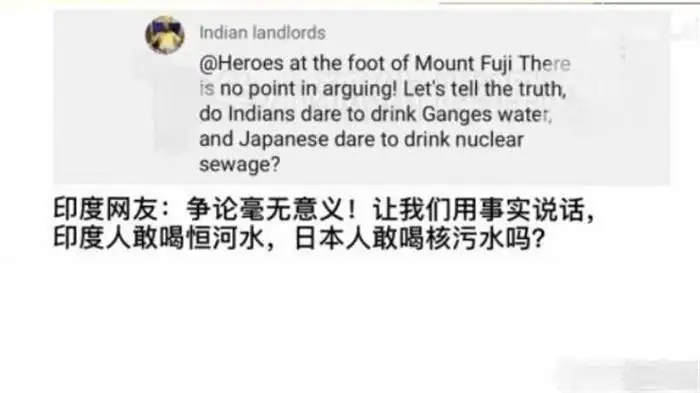 Indian landlords
@Heroes at the foot of Mount Fuji There
is no point in arguing! Let's tell the truth,
do Indians dare to drink Ganges water,
and Japanese dare to drink nuclear
sewage?
印度网友：争论毫无意义！让我们用事实说话，
印度人敢喝恒河水，日本人敢喝核污水吗？